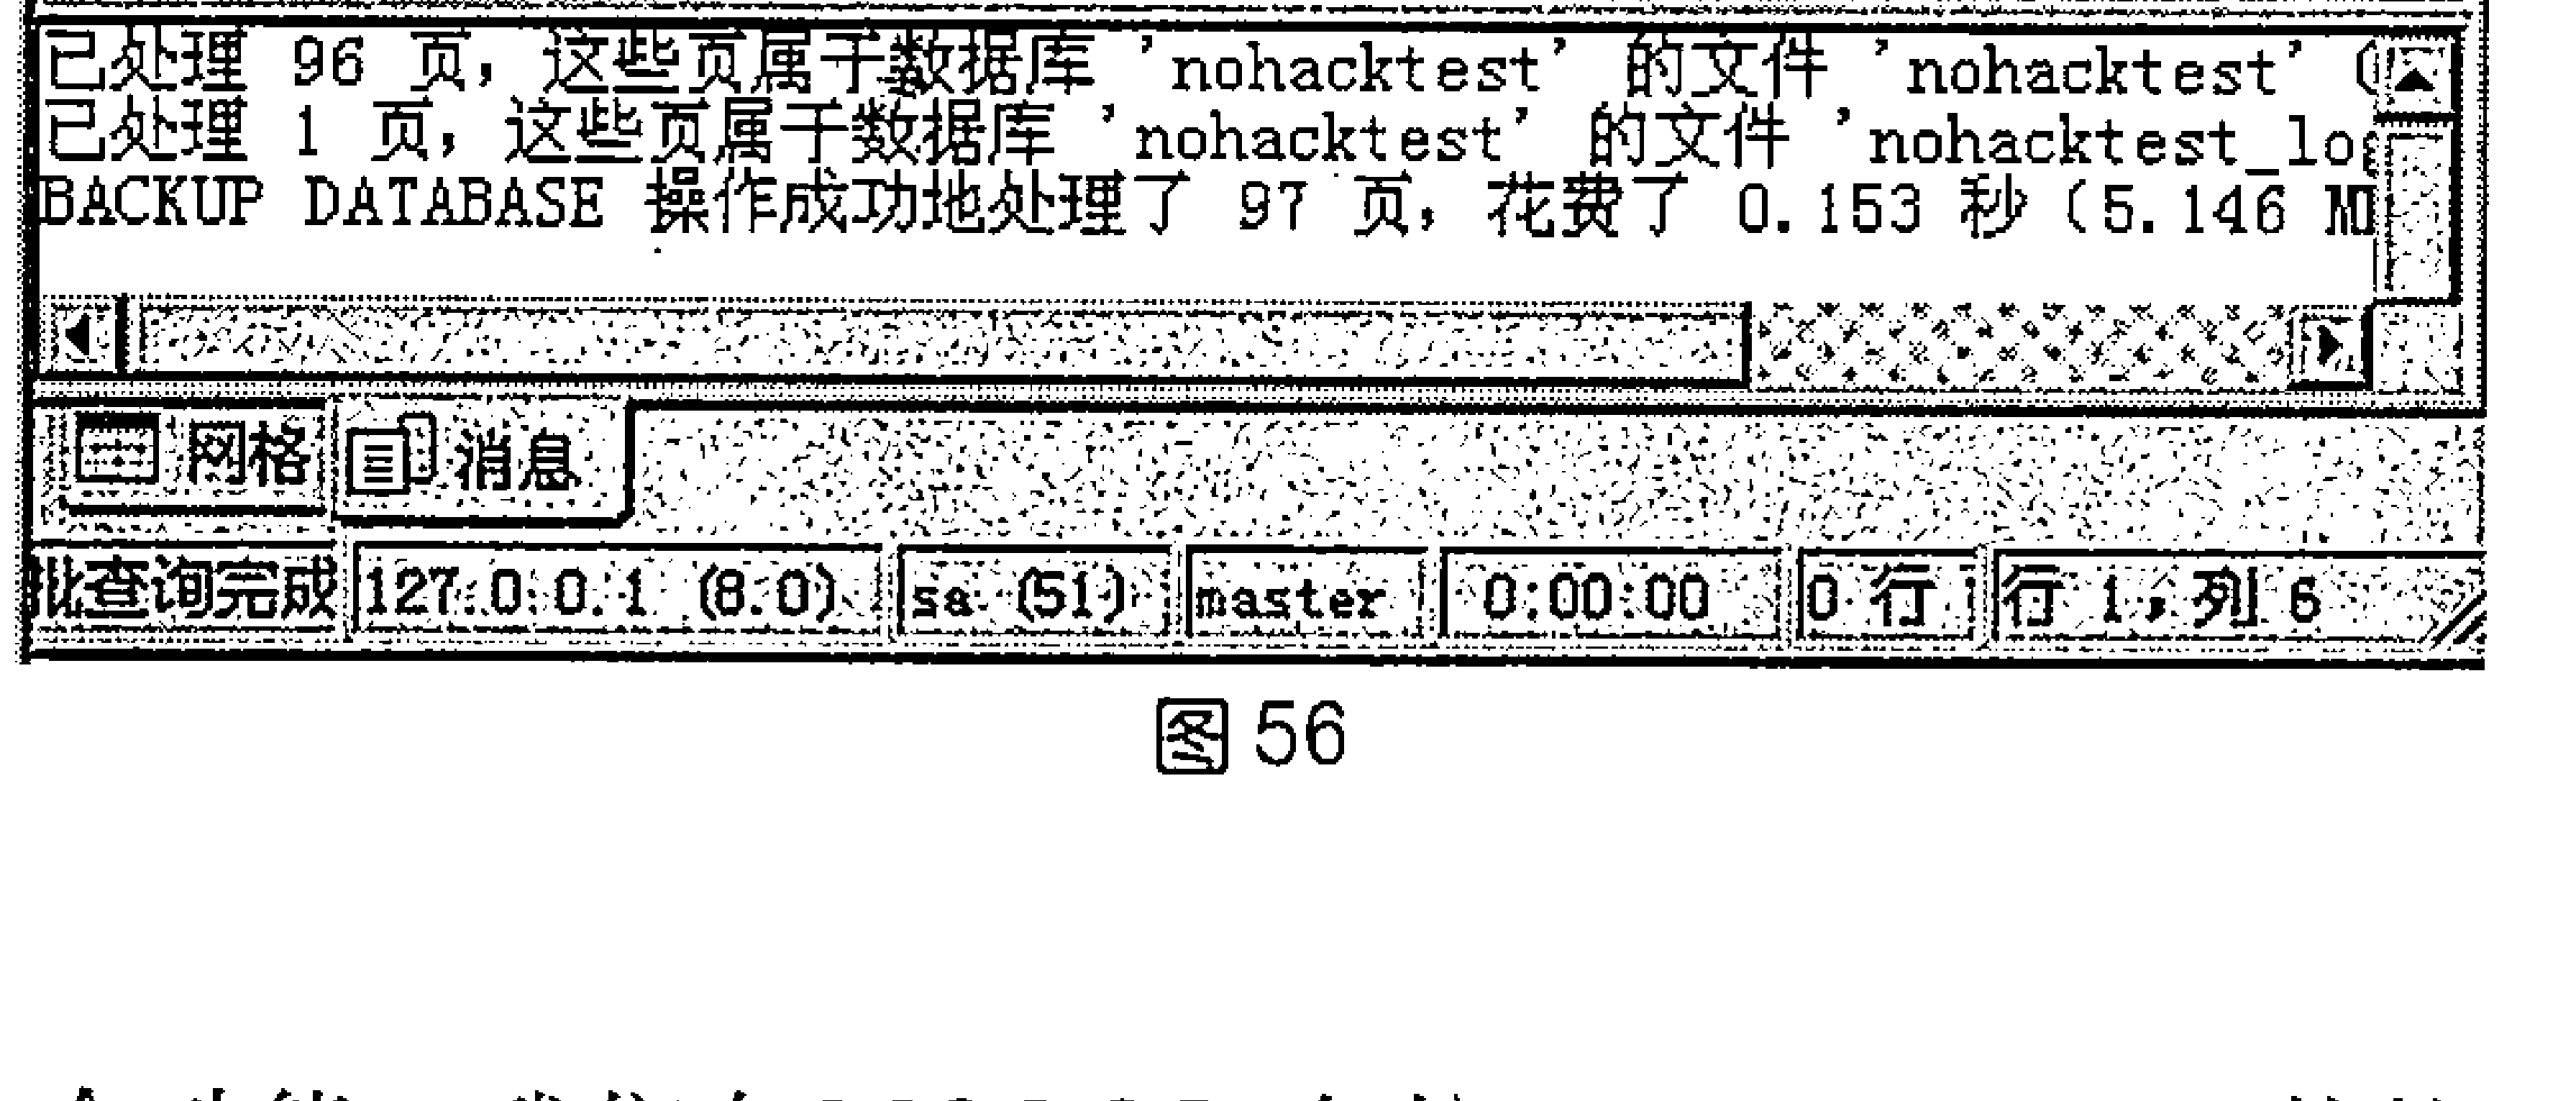 已处理 96 页，这些页属于数据库 'nohacktest' 的文件 'nohacktest' (
已处理 1 页，这些页属于数据库 'nohacktest' 的文件 'nohacktest_lo
BACKUP DATABASE 操作成功地处理了 97 页，花费了 0.153 秒 (5.146 M
网格 消息
批查询完成 127.0.0.1 (8.0) sa (51) master 0:00:00 0 行 行 1，列 6
图 56